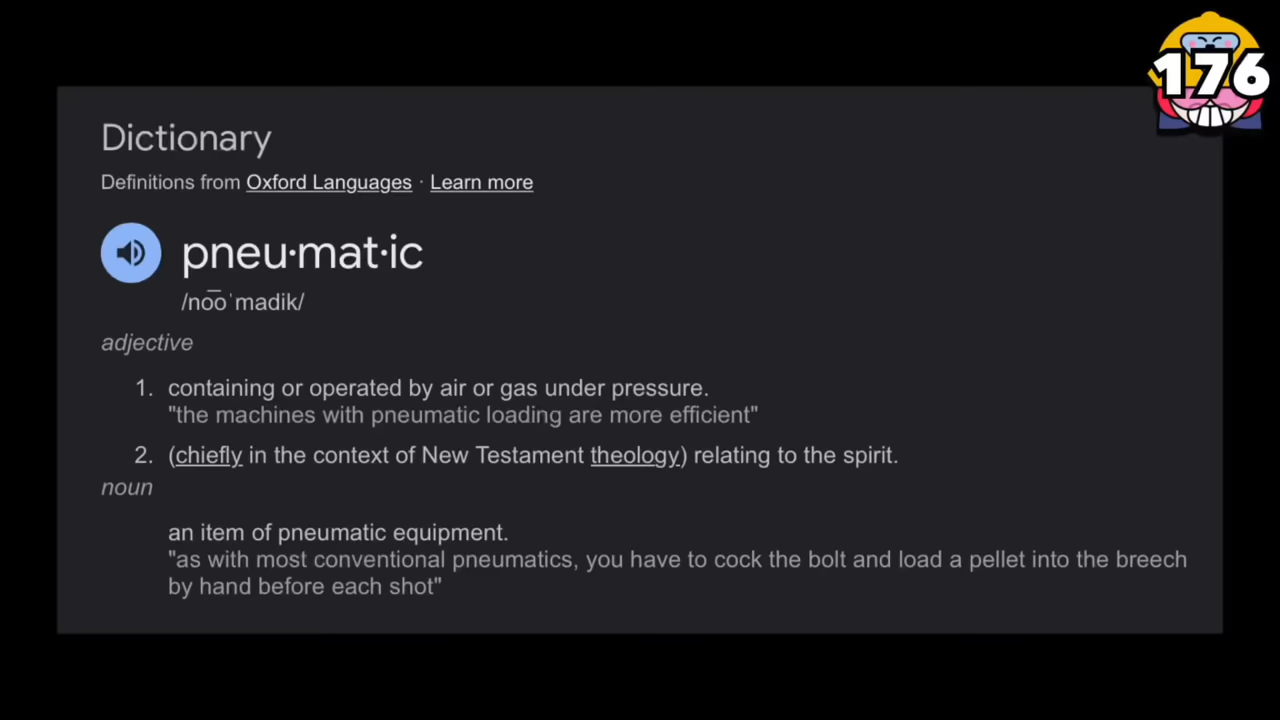 176
Dictionary
Definitions from Oxford Languages · Learn more
pneu·mat·ic
/no͞oˈmadik/
adjective
1. containing or operated by air or gas under pressure.
"the machines with pneumatic loading are more efficient"
2. (chiefly in the context of New Testament theology) relating to the spirit.
noun
an item of pneumatic equipment.
"as with most conventional pneumatics, you have to cock the bolt and load a pellet into the breech
by hand before each shot"